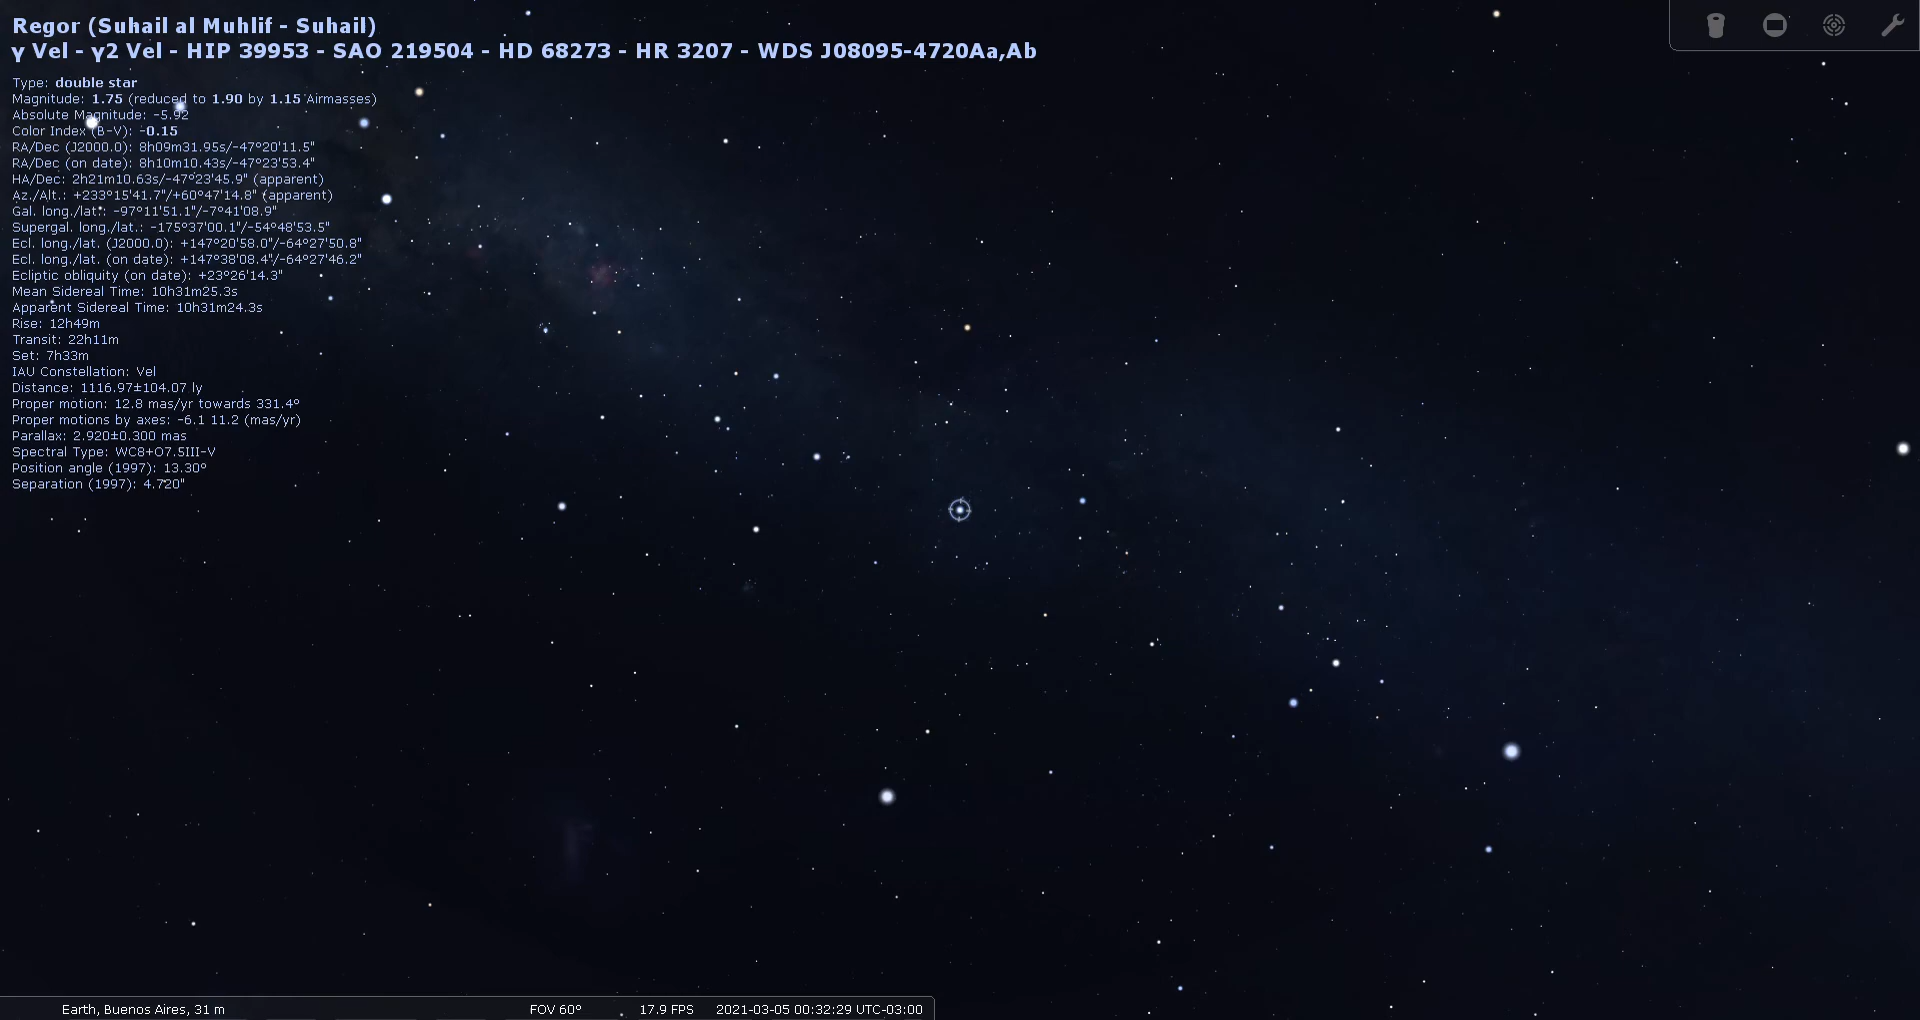 Regor (Suhail al Muhlif - Suhail)
γ Vel - γ2 Vel - HIP 39953 - SAO 219504 - HD 68273 - HR 3207 - WDS J08095-4720Aa,Ab
Type: double star
Magnitude: 1.75 (reduced to 1.90 by 1.15 Airmasses)
Absolute Magnitude: -5.92
Color Index (B-V): -0.15
RA/Dec (J2000.0): 8h09m31.95s/-47°20'11.5"
RA/Dec (on date): 8h10m10.43s/-47°23'53.4"
HA/Dec: 2h21m10.63s/-47°23'45.9" (apparent)
Az./Alt.: +233°15'41.7"/+60°47'14.8" (apparent)
Gal. long./lat.: -97°11'51.1"/-7°41'08.9"
Supergal. long./lat.: -175°37'00.1"/-54°48'53.5"
Ecl. long./lat. (J2000.0): +147°20'58.0"/-64°27'50.8"
Ecl. long./lat. (on date): +147°38'08.4"/-64°27'46.2"
Ecliptic obliquity (on date): +23°26'14.3"
Mean Sidereal Time: 10h31m25.3s
Apparent Sidereal Time: 10h31m24.3s
Rise: 12h49m
Transit: 22h11m
Set: 7h33m
IAU Constellation: Vel
Distance: 1116.97±104.07 ly
Proper motion: 12.8 mas/yr towards 331.4°
Proper motions by axes: -6.1 11.2 (mas/yr)
Parallax: 2.920±0.300 mas
Spectral Type: WC8+O7.5III-V
Position angle (1997): 13.30°
Separation (1997): 4.720"
Earth, Buenos Aires, 31 m FOV 60° 17.9 FPS 2021-03-05 00:32:29 UTC-03:00